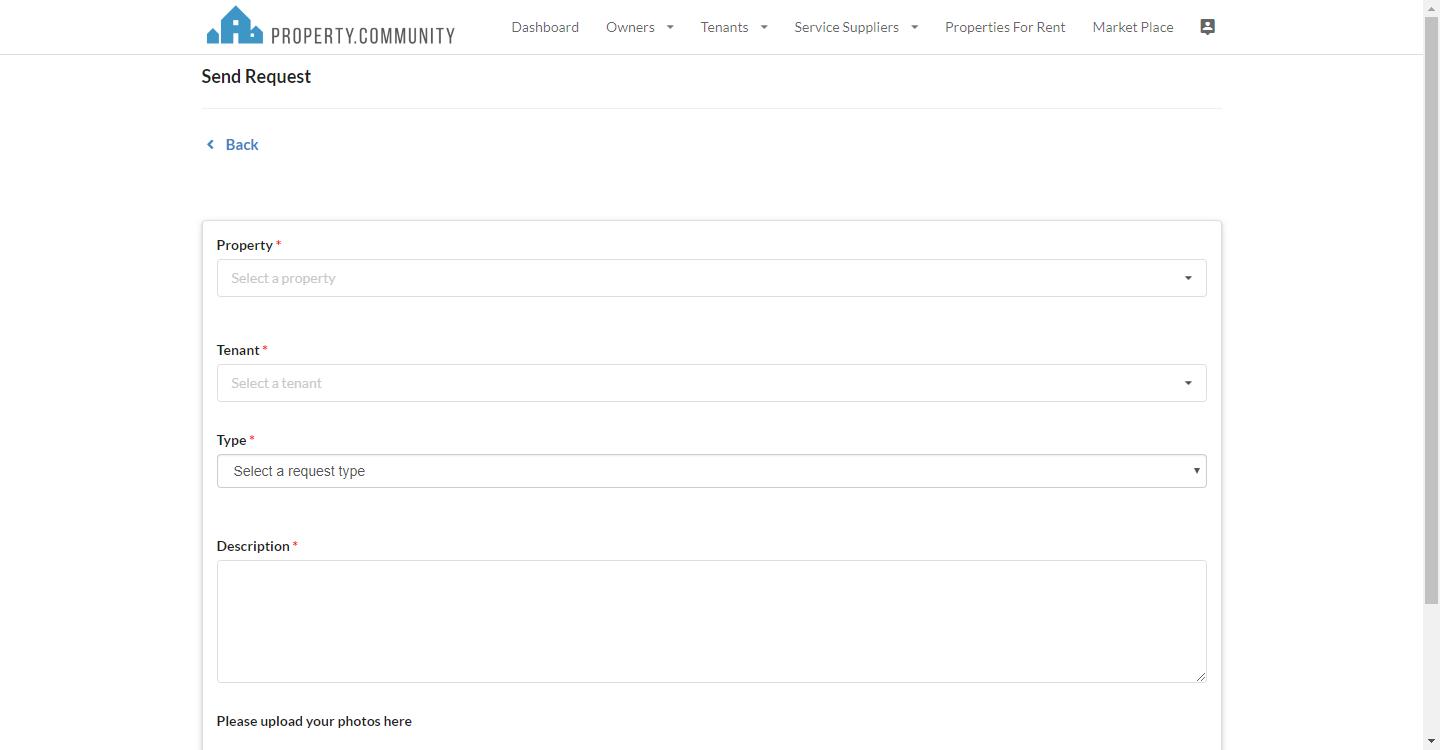 PROPERTY.COMMUNITY Dashboard Owners Tenants Service Suppliers Properties For Rent Market Place
Send Request
Back
Property *
Select a property
Tenant *
Select a tenant
Type *
Select a request type
Description *
Please upload your photos here